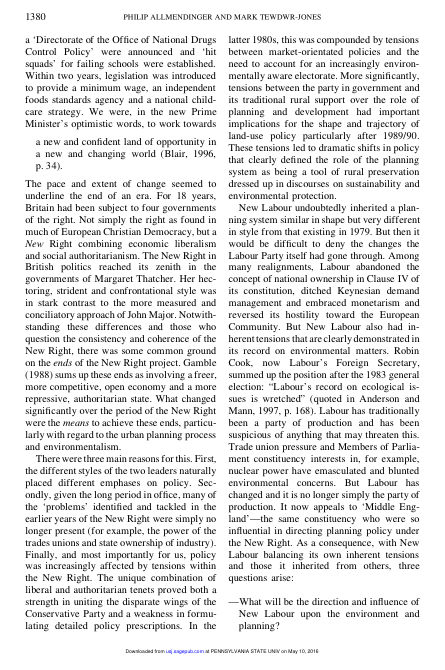 1380
PHILIP ALLMENDINGER AND MARK TEWDWR-JONES
a ‘Directorate of the Office of National Drugs
Control Policy’ were announced and ‘hit
squads’ for failing schools were established.
Within two years, legislation was introduced
to provide a minimum wage, an independent
foods standards agency and a national child-
care strategy. We were, in the new Prime
Minister’s optimistic words, to work towards
a new and confident land of opportunity in
a new and changing world (Blair, 1996,
p. 34).
The pace and extent of change seemed to
underline the end of an era. For 18 years,
Britain had been subject to four governments
of the right. Not simply the right as found in
much of European Christian Democracy, but a
New Right combining economic liberalism
and social authoritarianism. The New Right in
British politics reached its zenith in the
governments of Margaret Thatcher. Her hec-
toring, strident and confrontational style was
in stark contrast to the more measured and
conciliatory approach of John Major. Notwith-
standing these differences and those who
question the consistency and coherence of the
New Right, there was some common ground
on the ends of the New Right project. Gamble
(1988) sums up these ends as involving a freer,
more competitive, open economy and a more
repressive, authoritarian state. What changed
significantly over the period of the New Right
were the means to achieve these ends, particu-
larly with regard to the urban planning process
and environmentalism.
There were three main reasons for this. First,
the different styles of the two leaders naturally
placed different emphases on policy. Sec-
ondly, given the long period in office, many of
the ‘problems’ identified and tackled in the
earlier years of the New Right were simply no
longer present (for example, the power of the
trades unions and state ownership of industry).
Finally, and most importantly for us, policy
was increasingly affected by tensions within
the New Right. The unique combination of
liberal and authoritarian tenets proved both a
strength in uniting the disparate wings of the
Conservative Party and a weakness in formu-
lating detailed policy prescriptions. In the
latter 1980s, this was compounded by tensions
between market-orientated policies and the
need to account for an increasingly environ-
mentally aware electorate. More significantly,
tensions between the party in government and
its traditional rural support over the role of
planning and development had important
implications for the shape and trajectory of
land-use policy particularly after 1989/90.
These tensions led to dramatic shifts in policy
that clearly defined the role of the planning
system as being a tool of rural preservation
dressed up in discourses on sustainability and
environmental protection.
New Labour undoubtedly inherited a plan-
ning system similar in shape but very different
in style from that existing in 1979. But then it
would be difficult to deny the changes the
Labour Party itself had gone through. Among
many realignments, Labour abandoned the
concept of national ownership in Clause IV of
its constitution, ditched Keynesian demand
management and embraced monetarism and
reversed its hostility toward the European
Community. But New Labour also had in-
herent tensions that are clearly demonstrated in
its record on environmental matters. Robin
Cook, now Labour’s Foreign Secretary,
summed up the position after the 1983 general
election: “Labour’s record on ecological is-
sues is wretched” (quoted in Anderson and
Mann, 1997, p. 168). Labour has traditionally
been a party of production and has been
suspicious of anything that may threaten this.
Trade union pressure and Members of Parlia-
ment constituency interests in, for example,
nuclear power have emasculated and blunted
environmental concerns. But Labour has
changed and it is no longer simply the party of
production. It now appeals to ‘Middle Eng-
land’—the same constituency who were so
influential in directing planning policy under
the New Right. As a consequence, with New
Labour balancing its own inherent tensions
and those it inherited from others, three
questions arise:
—What will be the direction and influence of
New Labour upon the environment and
planning?
Downloaded from usj.sagepub.com at PENNSYLVANIA STATE UNIV on May 10, 2016